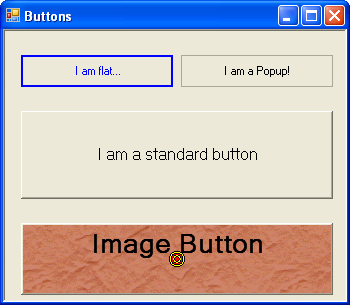 Buttons
I am flat...
I am a Popup!
I am a standard button
Image Button